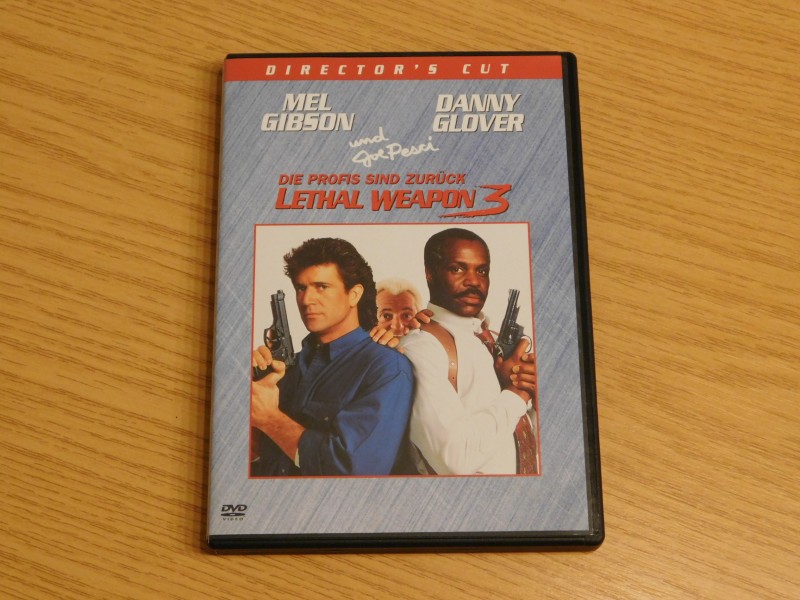 DIRECTOR'S CUT
MEL GIBSON
DANNY GLOVER
und
Joe Pesci
DIE PROFIS SIND ZURÜCK
LETHAL WEAPON 3
DVD
VIDEO